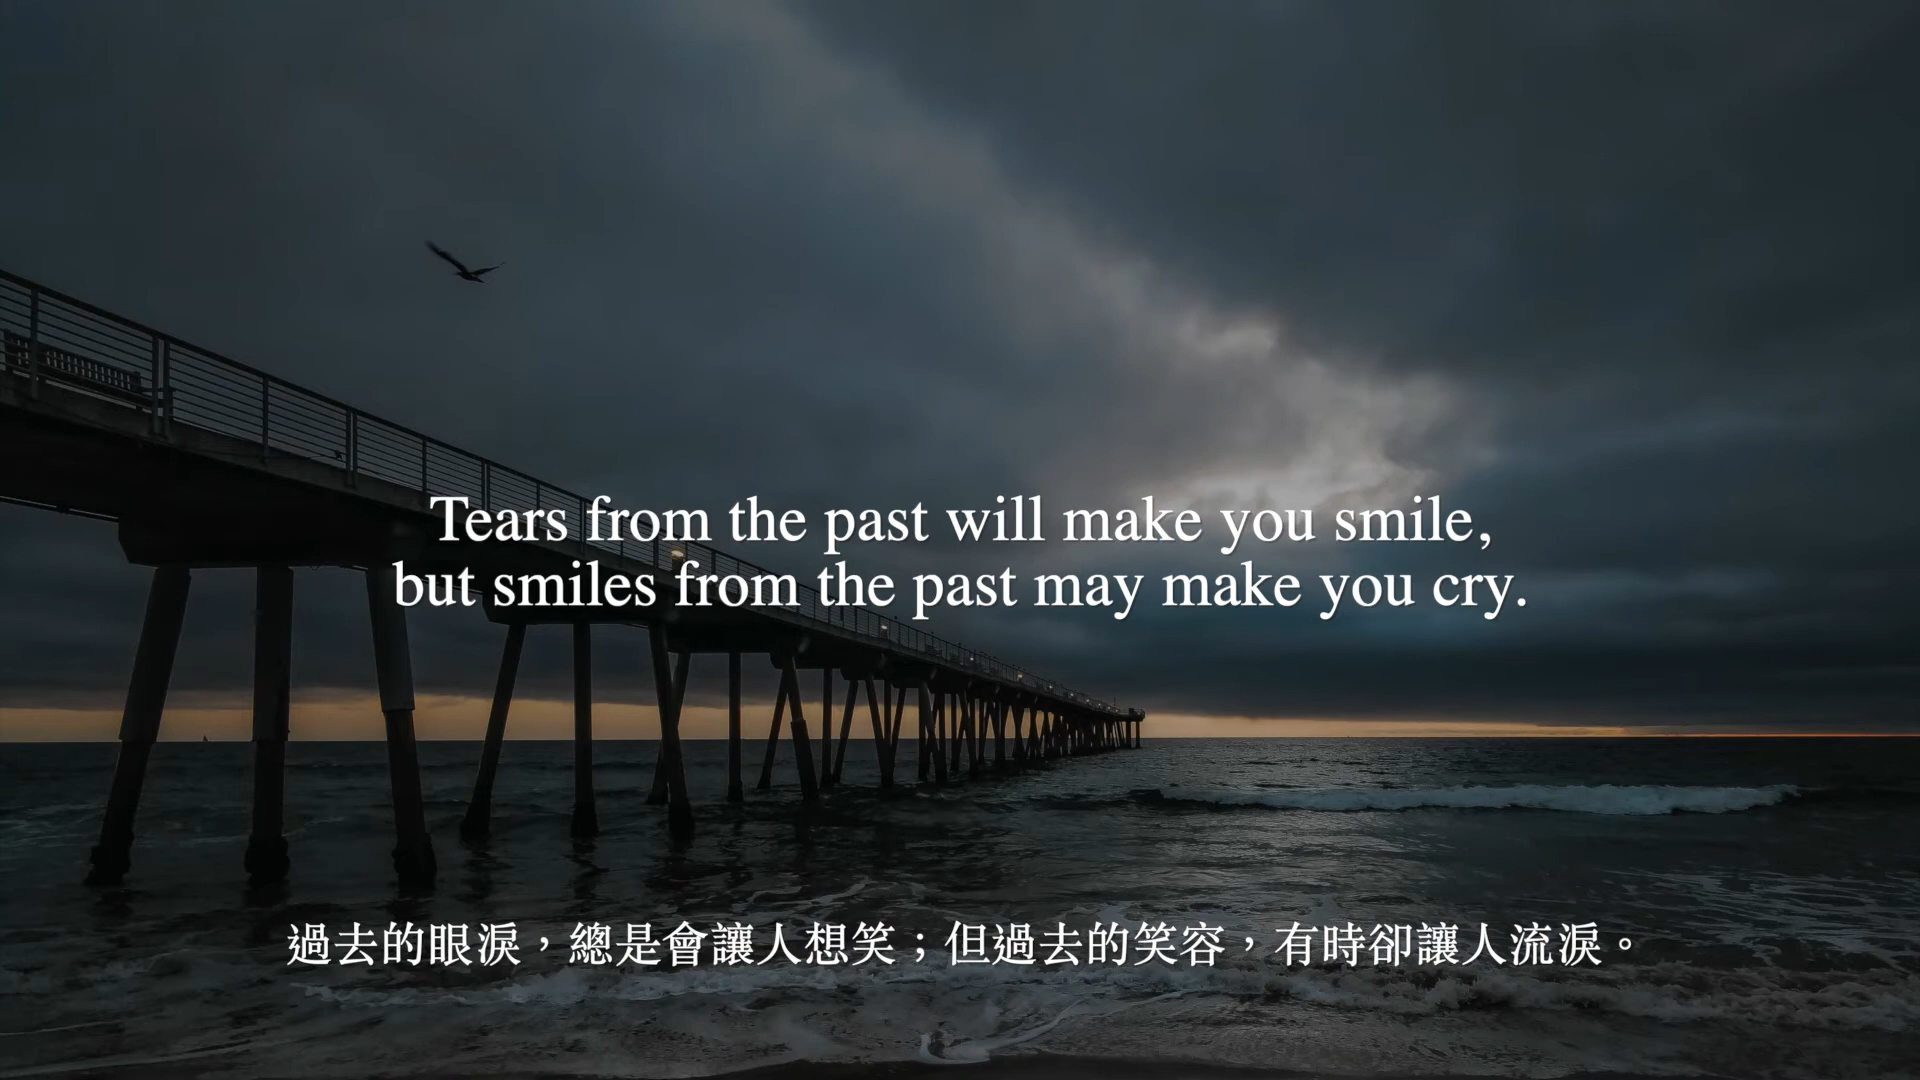 Tears from the past will make you smile,
but smiles from the past may make you cry.
過去的眼淚，總是會讓人想笑；但過去的笑容，有時卻讓人流淚。